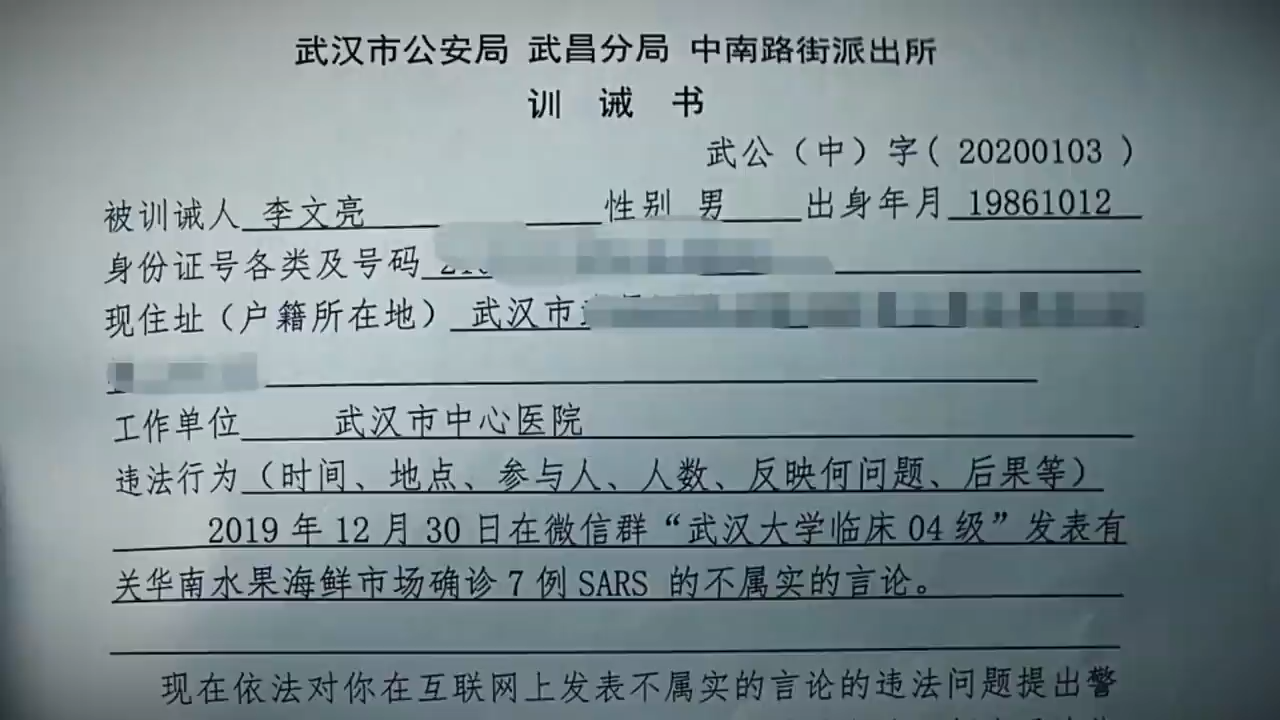 武汉市公安局 武昌分局 中南路街派出所
训 诫 书
武公（中）字( 20200103 )
被训诫人 李文亮 性别 男 出身年月 19861012
身份证号各类及号码
现住址（户籍所在地） 武汉市
工作单位 武汉市中心医院
违法行为（时间、地点、参与人、人数、反映何问题、后果等）
2019 年 12 月 30 日在微信群“武汉大学临床 04 级”发表有
关华南水果海鲜市场确诊 7 例 SARS 的不属实的言论。
现在依法对你在互联网上发表不属实的言论的违法问题提出警